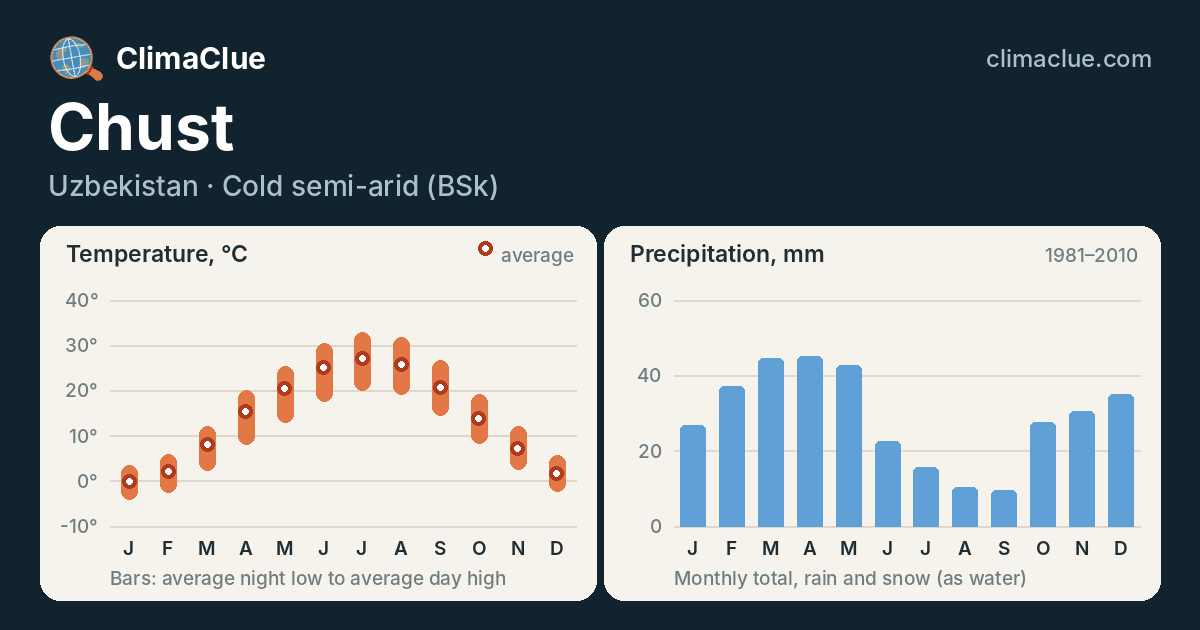 ClimaClue
climaclue.com
Chust
Uzbekistan · Cold semi-arid (BSk)
Temperature, °C
average
40°
30°
20°
10°
0°
-10°
J F M A M J J A S O N D
Bars: average night low to average day high
Precipitation, mm
1981–2010
60
40
20
0
J F M A M J J A S O N D
Monthly total, rain and snow (as water)